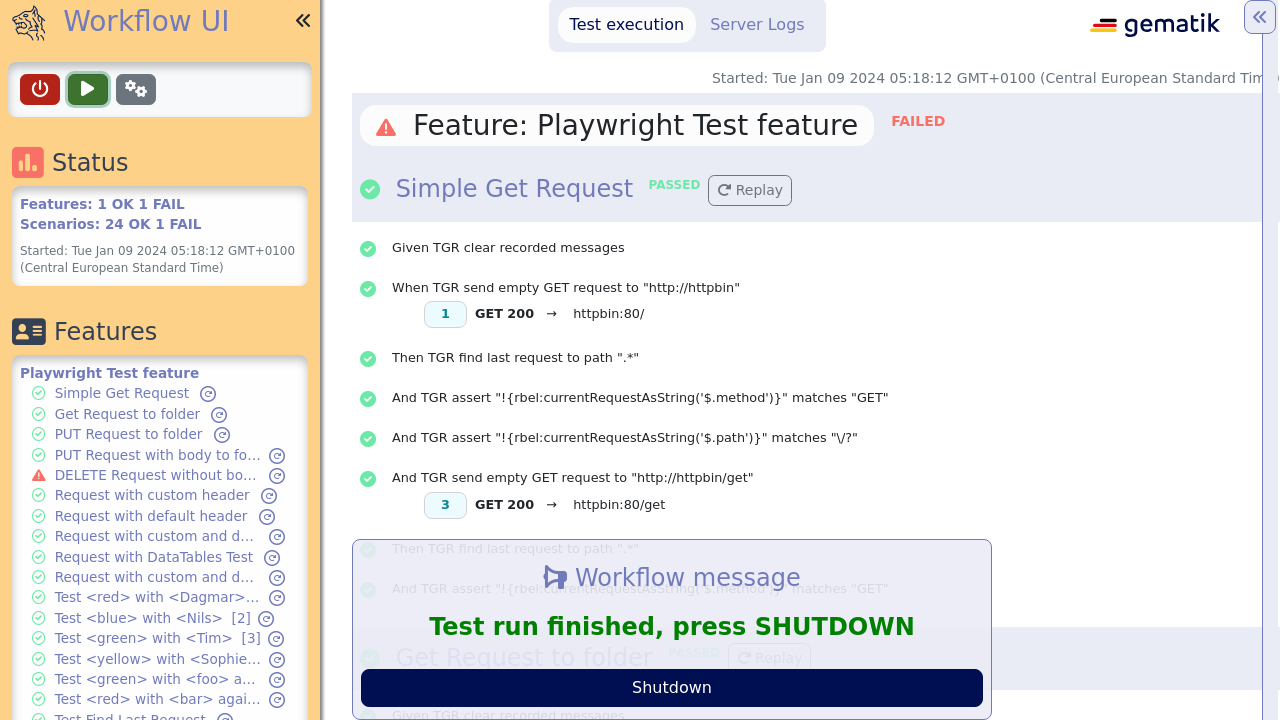 Workflow UI
Status
Features: 1 OK 1 FAIL
Scenarios: 24 OK 1 FAIL
Started: Tue Jan 09 2024 05:18:12 GMT+0100
(Central European Standard Time)
Features
Playwright Test feature
Simple Get Request
Get Request to folder
PUT Request to folder
PUT Request with body to fo...
DELETE Request without bo...
Request with custom header
Request with default header
Request with custom and d...
Request with DataTables Test
Request with custom and d...
Test <red> with <Dagmar>...
Test <blue> with <Nils> [2]
Test <green> with <Tim> [3]
Test <yellow> with <Sophie...
Test <green> with <foo> a...
Test <red> with <bar> agai...
Test Find Last Request
Test execution
Server Logs
gematik
Started: Tue Jan 09 2024 05:18:12 GMT+0100 (Central European Standard Tim
Feature: Playwright Test feature
FAILED
Simple Get Request
PASSED
Replay
Given TGR clear recorded messages
When TGR send empty GET request to "http://httpbin"
1 GET 200 → httpbin:80/
Then TGR find last request to path ".*"
And TGR assert "!{rbel:currentRequestAsString('$.method')}" matches "GET"
And TGR assert "!{rbel:currentRequestAsString('$.path')}" matches "\/?"
And TGR send empty GET request to "http://httpbin/get"
3 GET 200 → httpbin:80/get
Then TGR find last request to path ".*"
Workflow message
And TGR assert "!{rbel:currentRequestAsString('$.method')}" matches "GET"
Test run finished, press SHUTDOWN
Get Request to folder
PASSED
Replay
Shutdown
Given TGR clear recorded messages